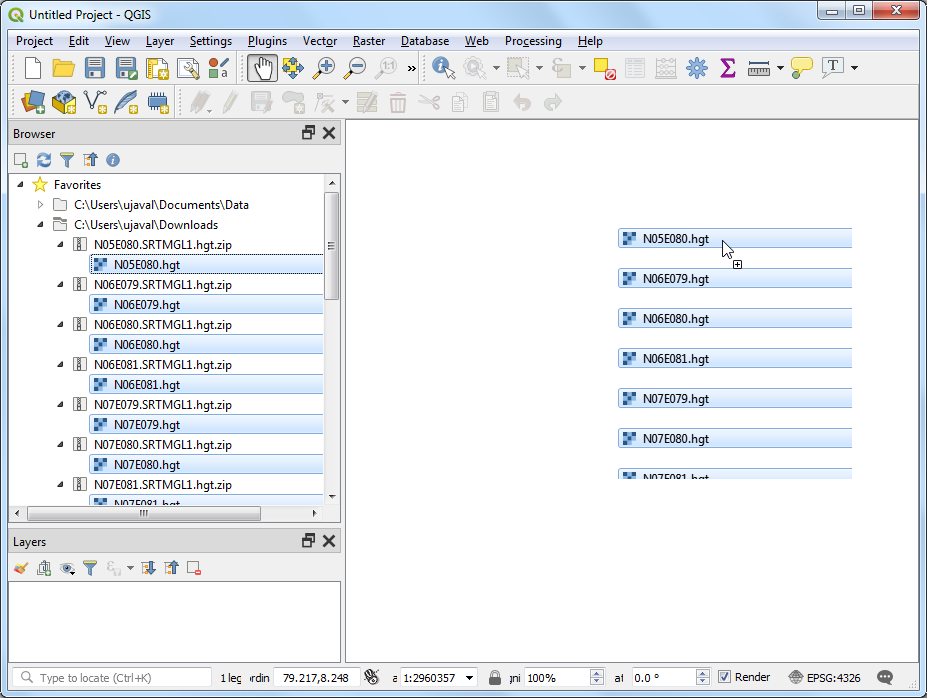 Untitled Project - QGIS
Project Edit View Layer Settings Plugins Vector Raster Database Web Processing Help
Browser
Favorites
C:\Users\ujaval\Documents\Data
C:\Users\ujaval\Downloads
N05E080.SRTMGL1.hgt.zip
N05E080.hgt
N06E079.SRTMGL1.hgt.zip
N06E079.hgt
N06E080.SRTMGL1.hgt.zip
N06E080.hgt
N06E081.SRTMGL1.hgt.zip
N06E081.hgt
N07E079.SRTMGL1.hgt.zip
N07E079.hgt
N07E080.SRTMGL1.hgt.zip
N07E080.hgt
N07E081.SRTMGL1.hgt.zip
N07E081.hgt
N05E080.hgt
N06E079.hgt
N06E080.hgt
N06E081.hgt
N07E079.hgt
N07E080.hgt
N07E081.hgt
Layers
Type to locate (Ctrl+K) 1 leg ordin 79.217,8.248 1:2960357 gni 100% at 0.0 ° Render EPSG:4326